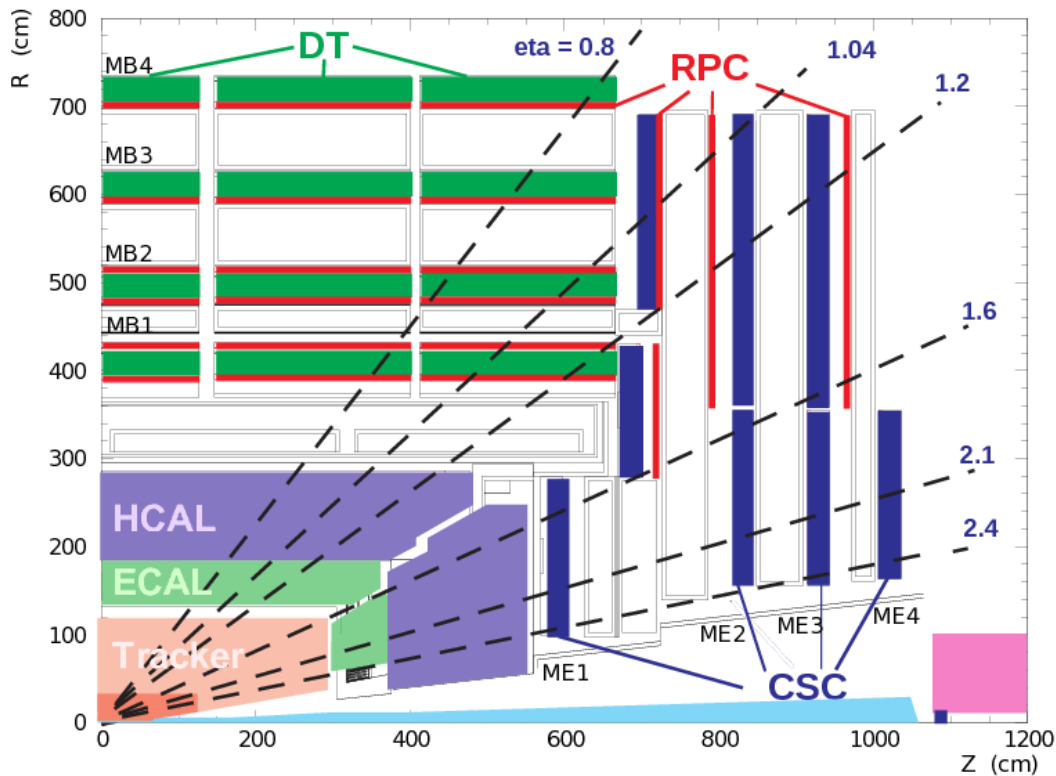 R (cm)
800
700
600
500
400
300
200
100
0
0
200
400
600
800
1000
1200
Z (cm)
MB4
MB3
MB2
MB1
DT
eta = 0.8
RPC
1.04
1.2
1.6
2.1
2.4
HCAL
ECAL
Tracker
ME1
ME2
ME3
ME4
CSC